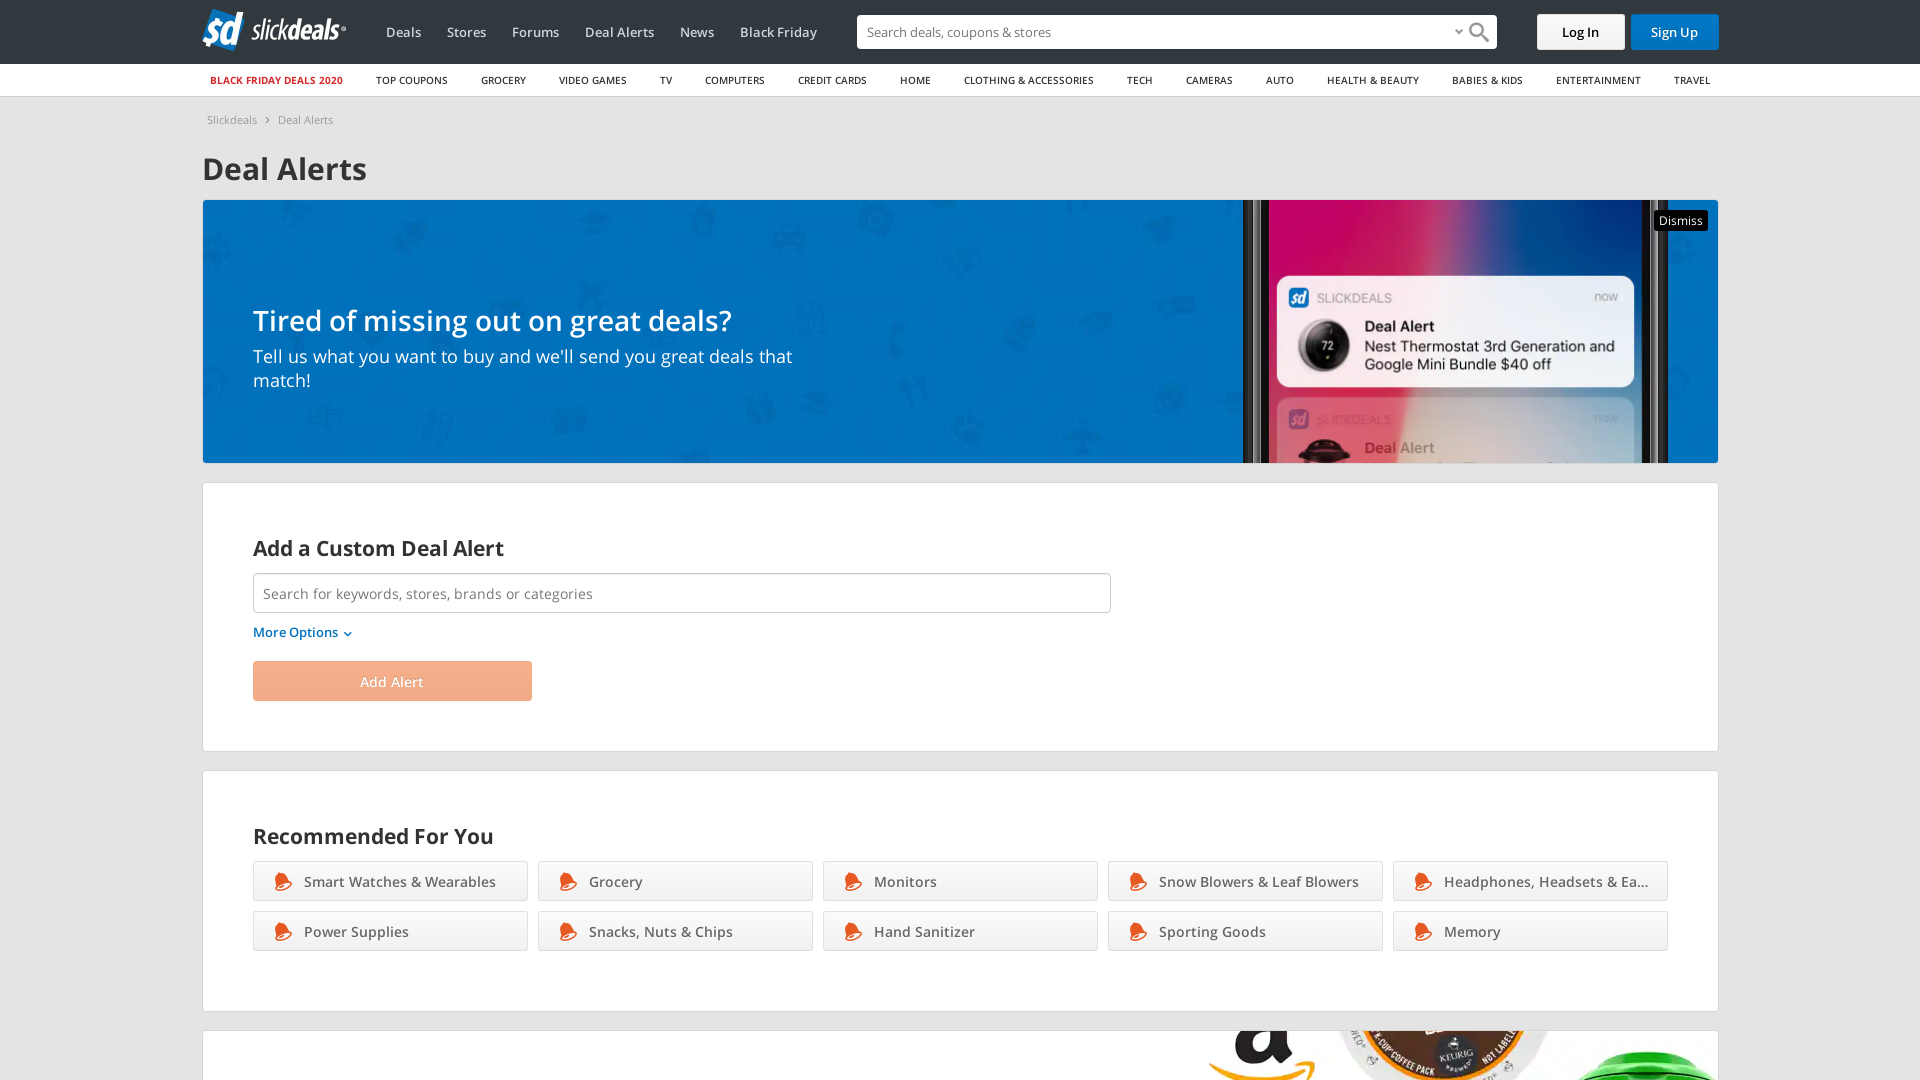 sd slickdeals®
Deals
Stores
Forums
Deal Alerts
News
Black Friday
Search deals, coupons & stores
Log In
Sign Up
BLACK FRIDAY DEALS 2020
TOP COUPONS
GROCERY
VIDEO GAMES
TV
COMPUTERS
CREDIT CARDS
HOME
CLOTHING & ACCESSORIES
TECH
CAMERAS
AUTO
HEALTH & BEAUTY
BABIES & KIDS
ENTERTAINMENT
TRAVEL
Slickdeals
Deal Alerts
Deal Alerts
Dismiss
Tired of missing out on great deals?
Tell us what you want to buy and we'll send you great deals that
match!
sd SLICKDEALS now
72
Deal Alert
Nest Thermostat 3rd Generation and
Google Mini Bundle $40 off
sd SLICKDEALS now
Deal Alert
Add a Custom Deal Alert
Search for keywords, stores, brands or categories
More Options
Add Alert
Recommended For You
Smart Watches & Wearables
Grocery
Monitors
Snow Blowers & Leaf Blowers
Headphones, Headsets & Ea...
Power Supplies
Snacks, Nuts & Chips
Hand Sanitizer
Sporting Goods
Memory
a
K-CUP® COFFEE PACK
NOT LABELED
KEURIG
BREWED